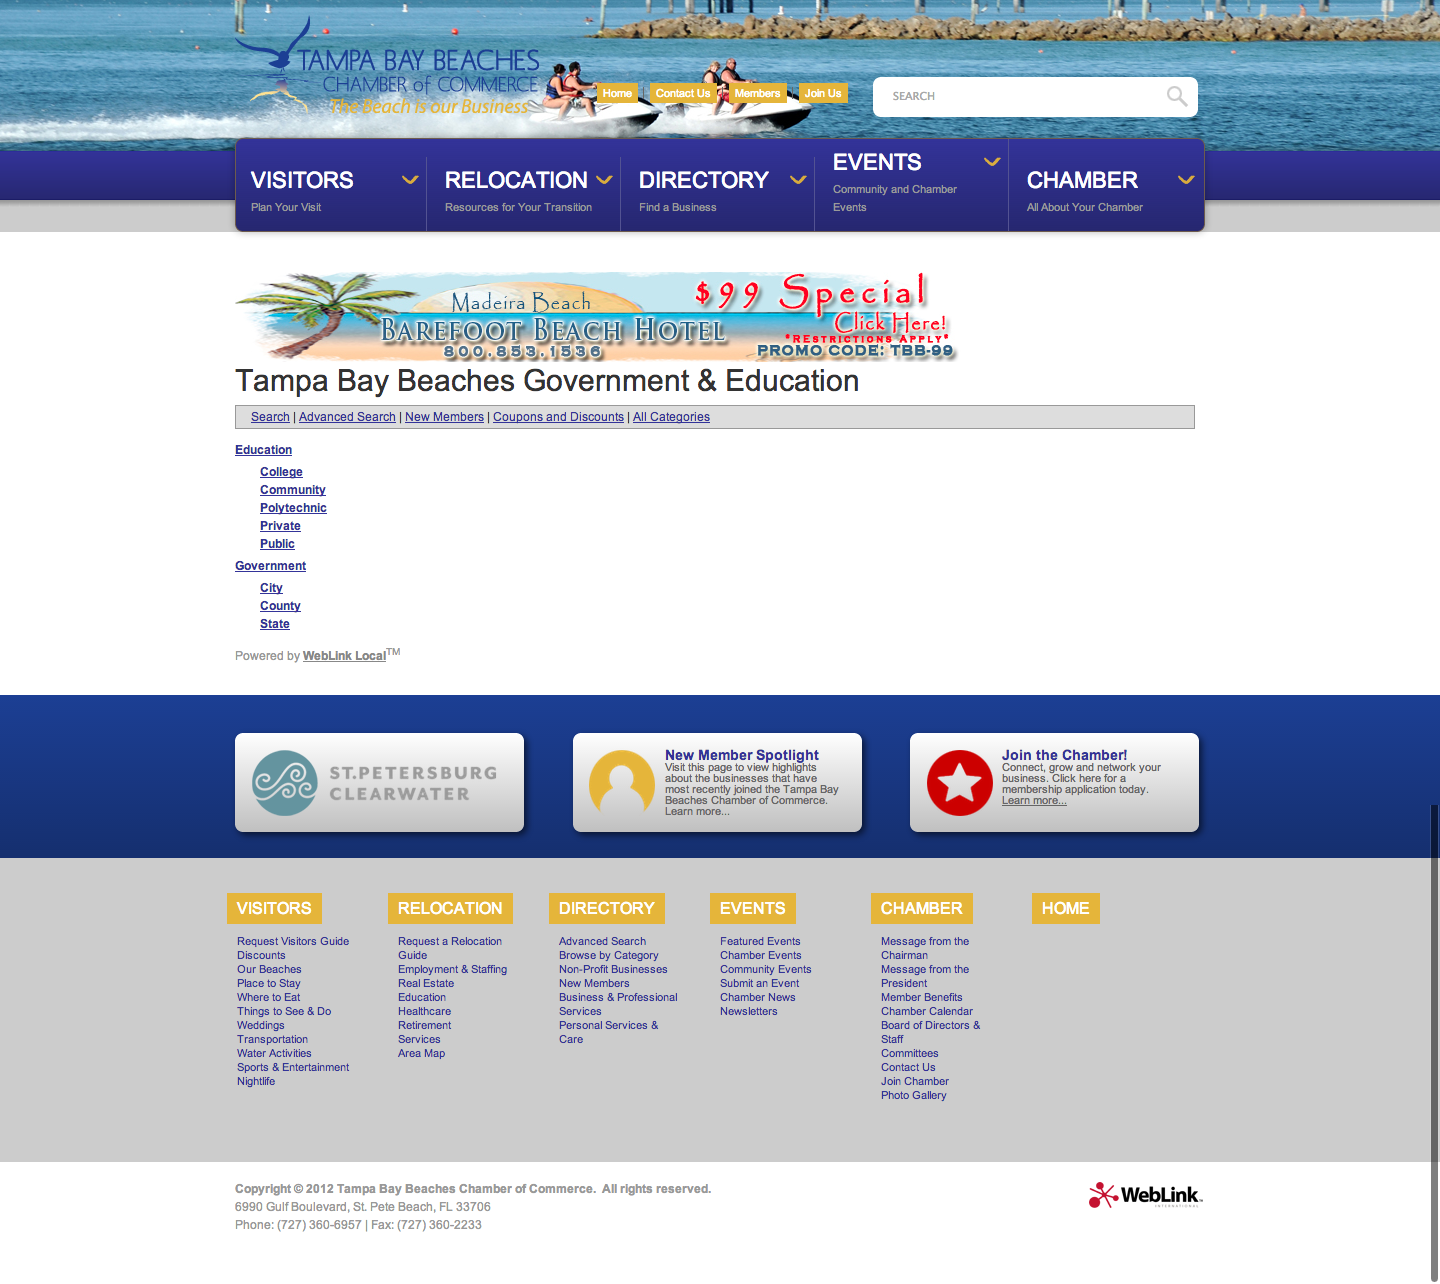 TAMPA BAY BEACHES
CHAMBER of COMMERCE
The Beach is our Business
Home
Contact Us
Members
Join Us
SEARCH
VISITORS
Plan Your Visit
RELOCATION
Resources for Your Transition
DIRECTORY
Find a Business
EVENTS
Community and Chamber
Events
CHAMBER
All About Your Chamber
Madeira Beach
BAREFOOT BEACH HOTEL
800.853.1536
$99 Special
Click Here!
*RESTRICTIONS APPLY*
PROMO CODE: TBB-99
Tampa Bay Beaches Government & Education
Search | Advanced Search | New Members | Coupons and Discounts | All Categories
Education
College
Community
Polytechnic
Private
Public
Government
City
County
State
Powered by WebLink Local™
ST.PETERSBURG
CLEARWATER
New Member Spotlight
Visit this page to view highlights
about the businesses that have
most recently joined the Tampa Bay
Beaches Chamber of Commerce.
Learn more...
Join the Chamber!
Connect, grow and network your
business. Click here for a
membership application today.
Learn more...
VISITORS
Request Visitors Guide
Discounts
Our Beaches
Place to Stay
Where to Eat
Things to See & Do
Weddings
Transportation
Water Activities
Sports & Entertainment
Nightlife
RELOCATION
Request a Relocation
Guide
Employment & Staffing
Real Estate
Education
Healthcare
Retirement
Services
Area Map
DIRECTORY
Advanced Search
Browse by Category
Non-Profit Businesses
New Members
Business & Professional
Services
Personal Services &
Care
EVENTS
Featured Events
Chamber Events
Community Events
Submit an Event
Chamber News
Newsletters
CHAMBER
Message from the
Chairman
Message from the
President
Member Benefits
Chamber Calendar
Board of Directors &
Staff
Committees
Contact Us
Join Chamber
Photo Gallery
HOME
Copyright © 2012 Tampa Bay Beaches Chamber of Commerce.  All rights reserved.
6990 Gulf Boulevard, St. Pete Beach, FL 33706
Phone: (727) 360-6957 | Fax: (727) 360-2233
WebLink
INTERNATIONAL